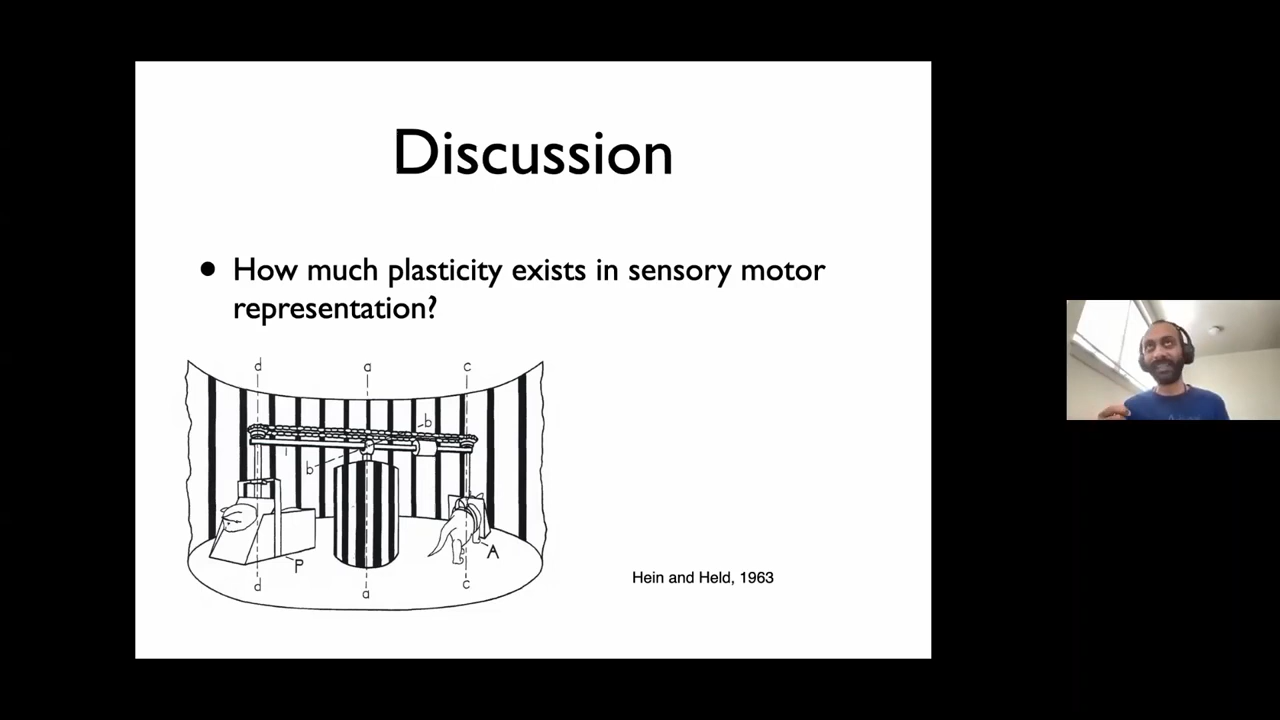 Discussion
• How much plasticity exists in sensory motor
representation?
d a c
b
b
P
A
d a c
Hein and Held, 1963